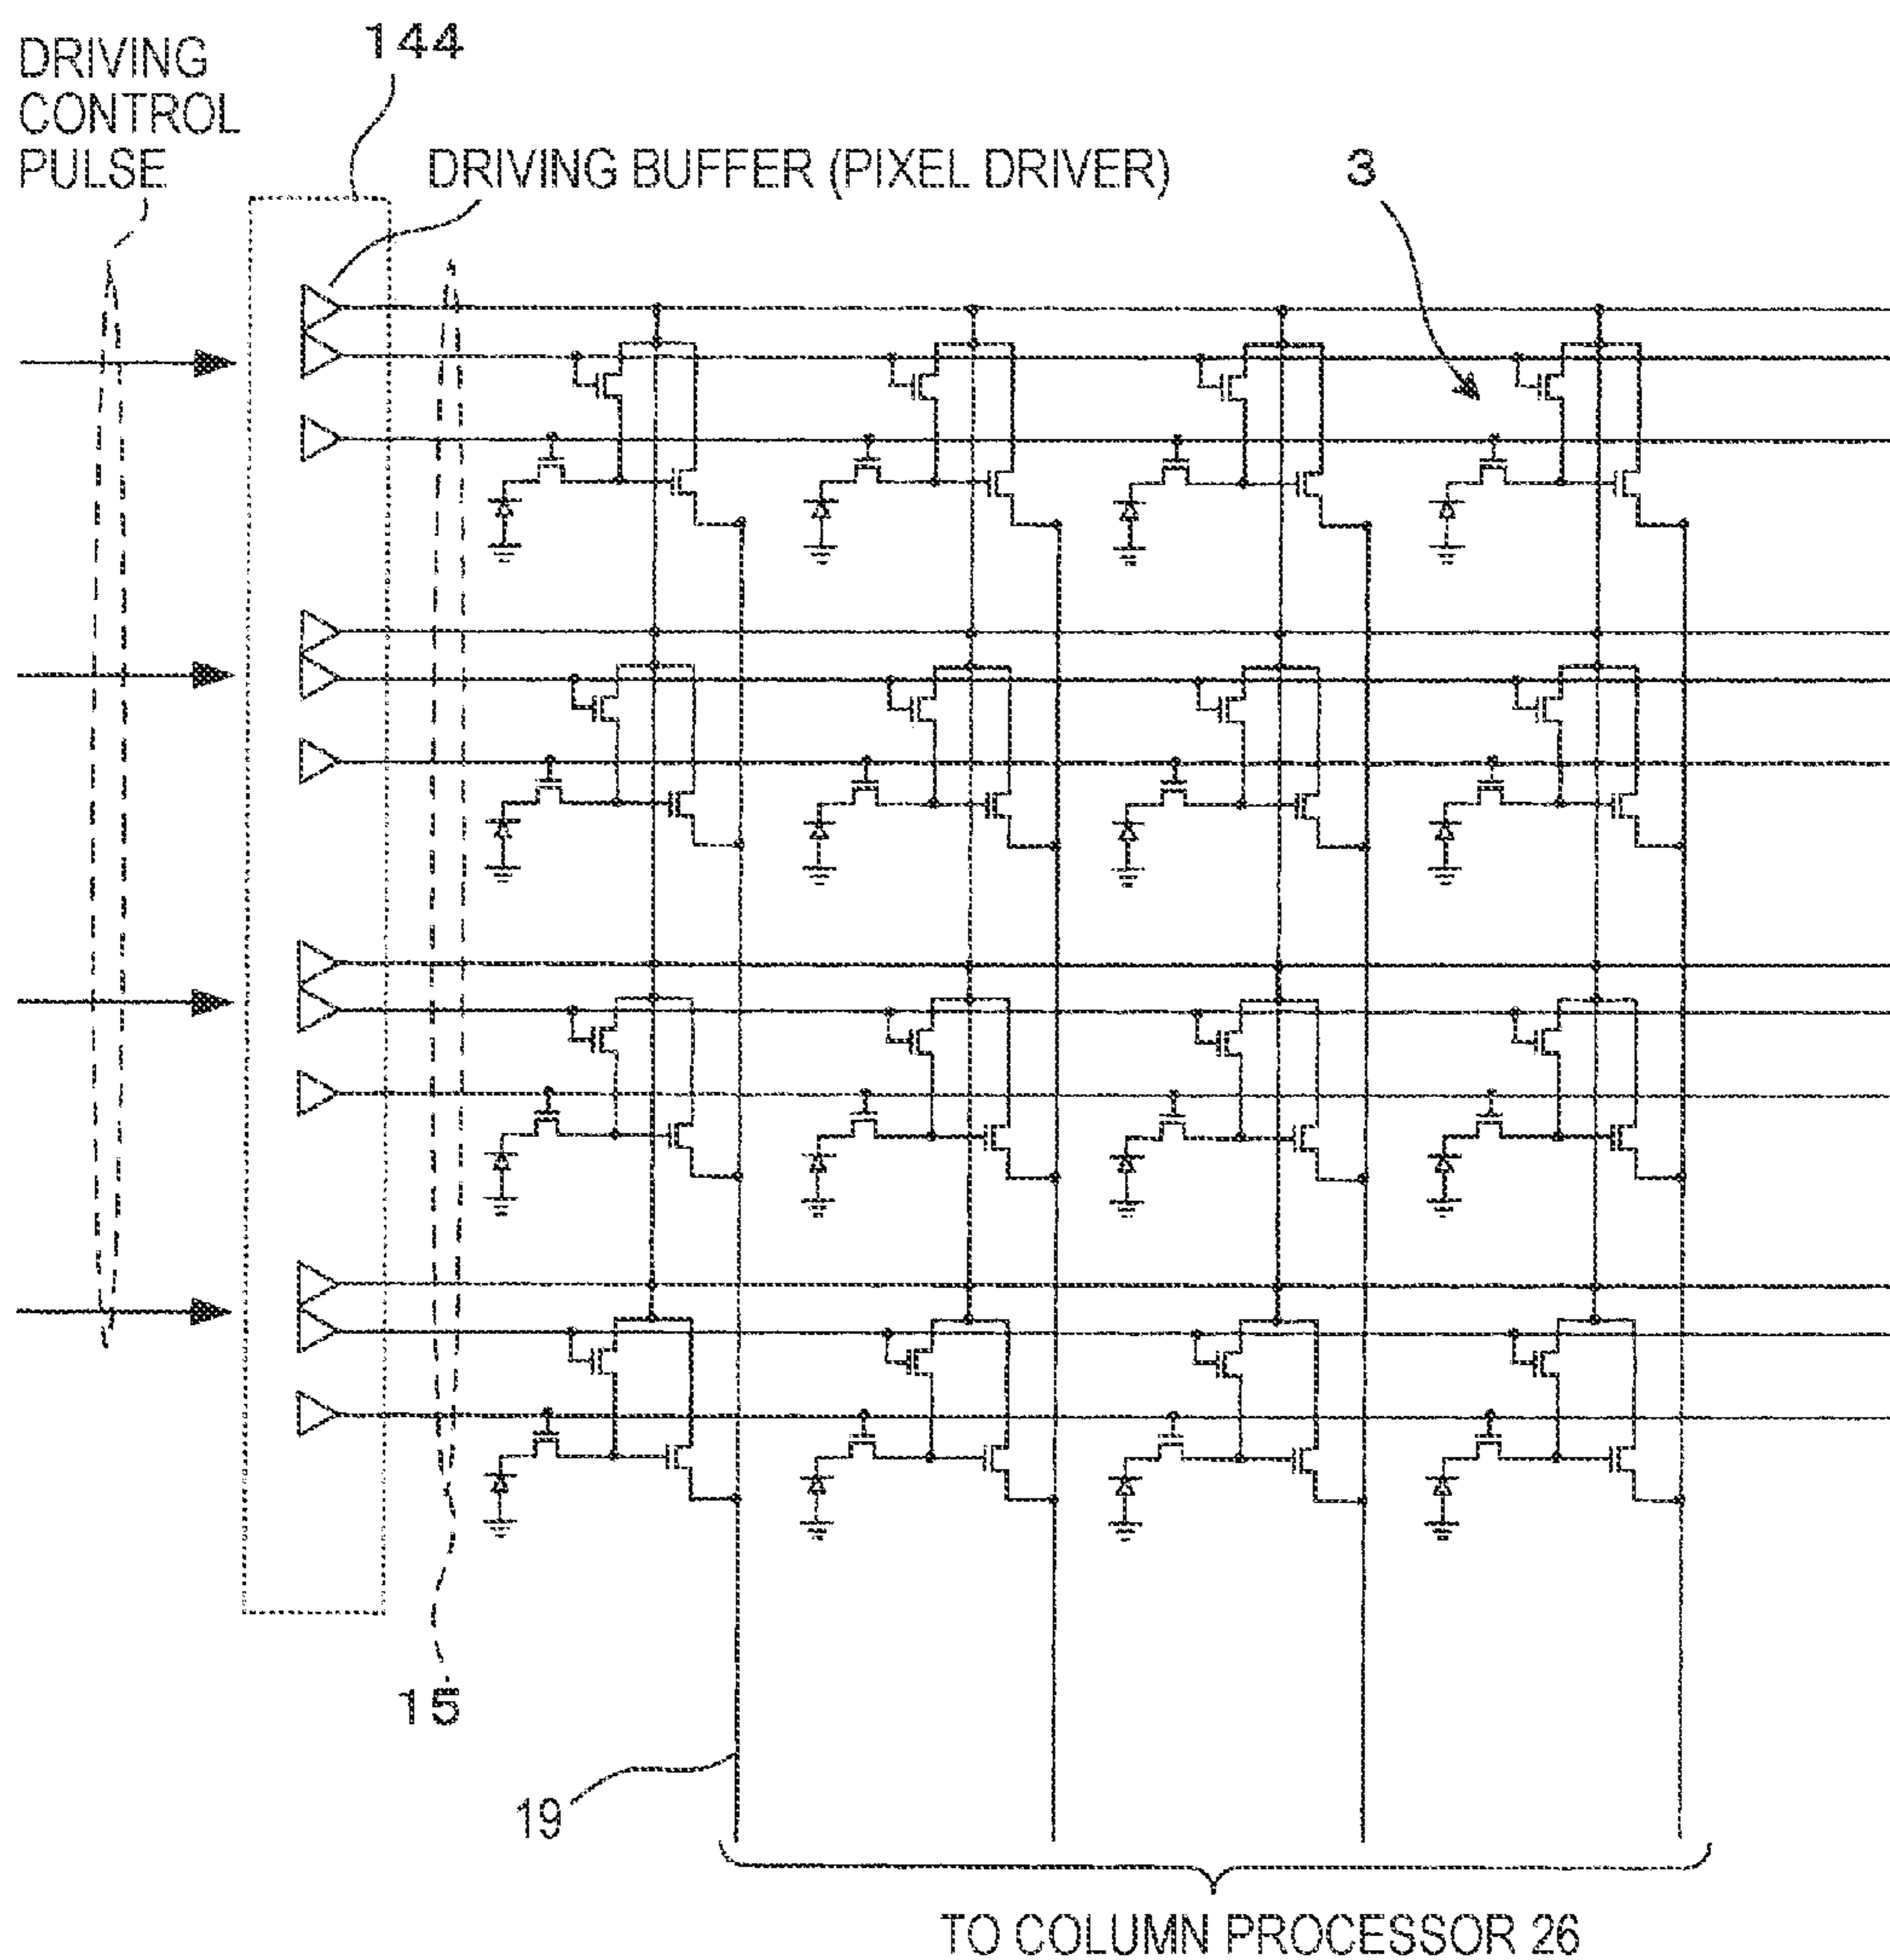 DRIVING
CONTROL
PULSE
144
DRIVING BUFFER (PIXEL DRIVER)
3
15
19
TO COLUMN PROCESSOR 26